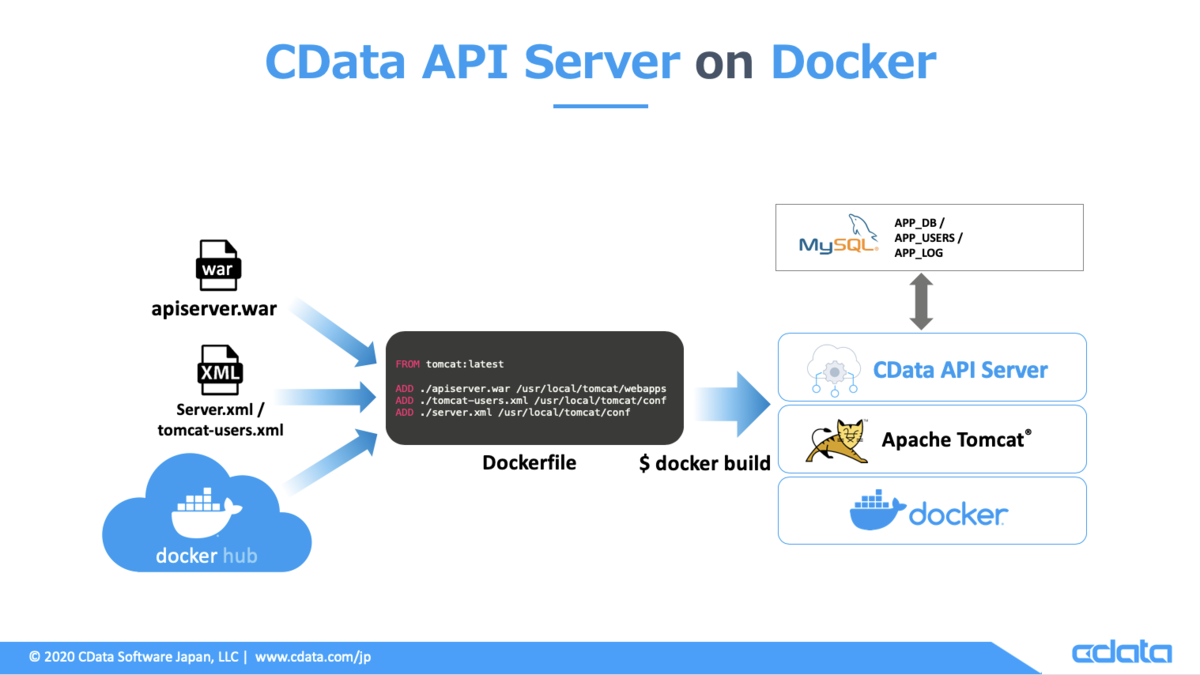 CData API Server on Docker
war
apiserver.war
XML
Server.xml /
tomcat-users.xml
docker hub
FROM tomcat:latest
ADD ./apiserver.war /usr/local/tomcat/webapps
ADD ./tomcat-users.xml /usr/local/tomcat/conf
ADD ./server.xml /usr/local/tomcat/conf
Dockerfile
$ docker build
MySQL®
APP_DB /
APP_USERS /
APP_LOG
CData API Server
Apache Tomcat®
docker
© 2020 CData Software Japan, LLC | www.cdata.com/jp
cdata